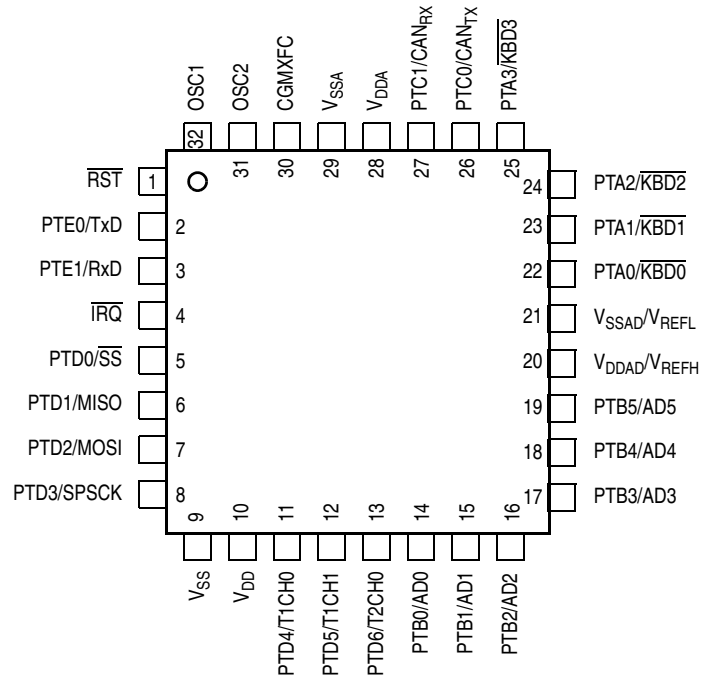 OSC1
OSC2
CGMXFC
VSSA
VDDA
PTC1/CANRX
PTC0/CANTX
PTA3/KBD3
32
31
30
29
28
27
26
25
RST
1
PTE0/TxD
2
PTE1/RxD
3
IRQ
4
PTD0/SS
5
PTD1/MISO
6
PTD2/MOSI
7
PTD3/SPSCK
8
24
PTA2/KBD2
23
PTA1/KBD1
22
PTA0/KBD0
21
VSSAD/VREFL
20
VDDAD/VREFH
19
PTB5/AD5
18
PTB4/AD4
17
PTB3/AD3
9
10
11
12
13
14
15
16
VSS
VDD
PTD4/T1CH0
PTD5/T1CH1
PTD6/T2CH0
PTB0/AD0
PTB1/AD1
PTB2/AD2